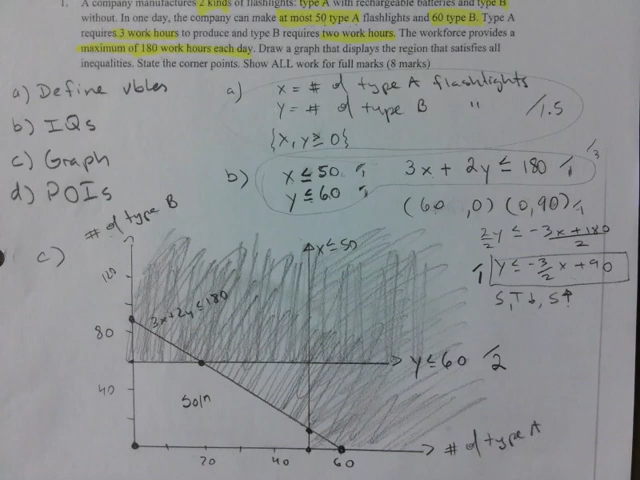 1. A company manufactures 2 kinds of flashlights: type A with rechargeable batteries and type B
without. In one day, the company can make at most 50 type A flashlights and 60 type B. Type A
requires 3 work hours to produce and type B requires two work hours. The workforce provides a
maximum of 180 work hours each day. Draw a graph that displays the region that satisfies all
inequalities. State the corner points. Show ALL work for full marks (8 marks)
a) Define vbles
b) IQs
c) Graph
d) POIs
a) x = # of type A flashlights
y = # of type B "
/1.5
{x, y ≥ 0}
b) x ≤ 50 3x + 2y ≤ 180 /3
y ≤ 60
(60, 0) (0, 90)
2y/2 ≤ -3x+180/2
y ≤ -3/2 x + 90
S, T↓, S↑
c)
# of type B
120
80
40
x ≤ 50
3x+2y ≤ 180
y ≤ 60 /2
Soln
20 40 60
# of type A